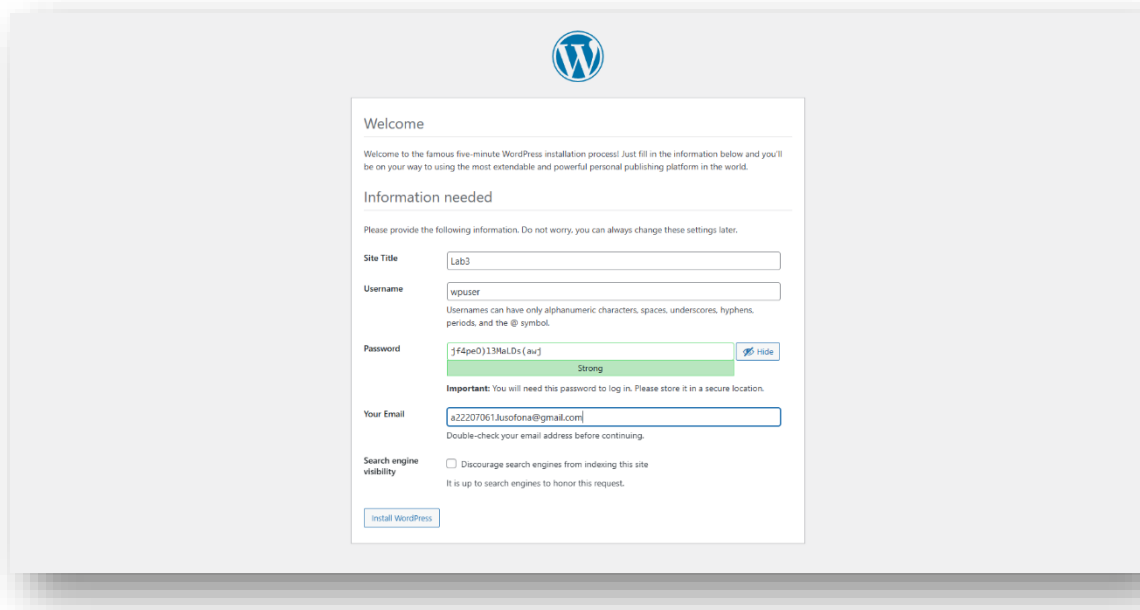 Welcome
Welcome to the famous five-minute WordPress installation process! Just fill in the information below and you'll
be on your way to using the most extendable and powerful personal publishing platform in the world.
Information needed
Please provide the following information. Do not worry, you can always change these settings later.
Site Title
Lab3
Username
wpuser
Usernames can have only alphanumeric characters, spaces, underscores, hyphens,
periods, and the @ symbol.
Password
jf4peO)l3MaLDs(awj
Hide
Strong
Important: You will need this password to log in. Please store it in a secure location.
Your Email
a22207061.lusofona@gmail.com
Double-check your email address before continuing.
Search engine
visibility
Discourage search engines from indexing this site
It is up to search engines to honor this request.
Install WordPress